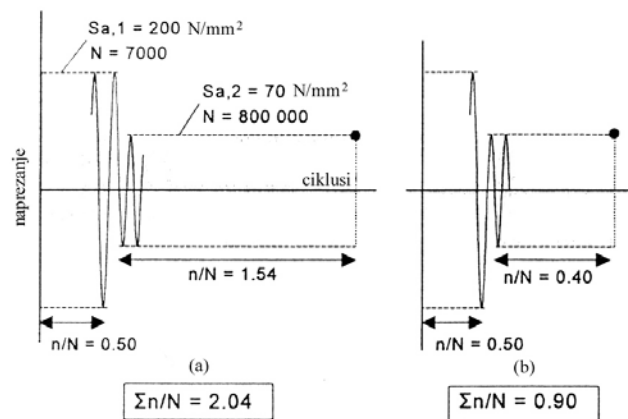 Sa,1 = 200 N/mm²
N = 7000
Sa,2 = 70 N/mm²
N = 800 000
naprezanje
ciklusi
n/N = 1.54
n/N = 0.50
(a)
Σn/N = 2.04
n/N = 0.40
n/N = 0.50
(b)
Σn/N = 0.90